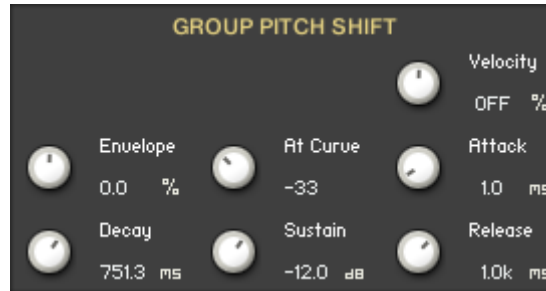 GROUP PITCH SHIFT
Velocity
OFF %
Envelope At Curve Attack
0.0 % -33 1.0 ms
Decay Sustain Release
751.3 ms -12.0 dB 1.0k ms